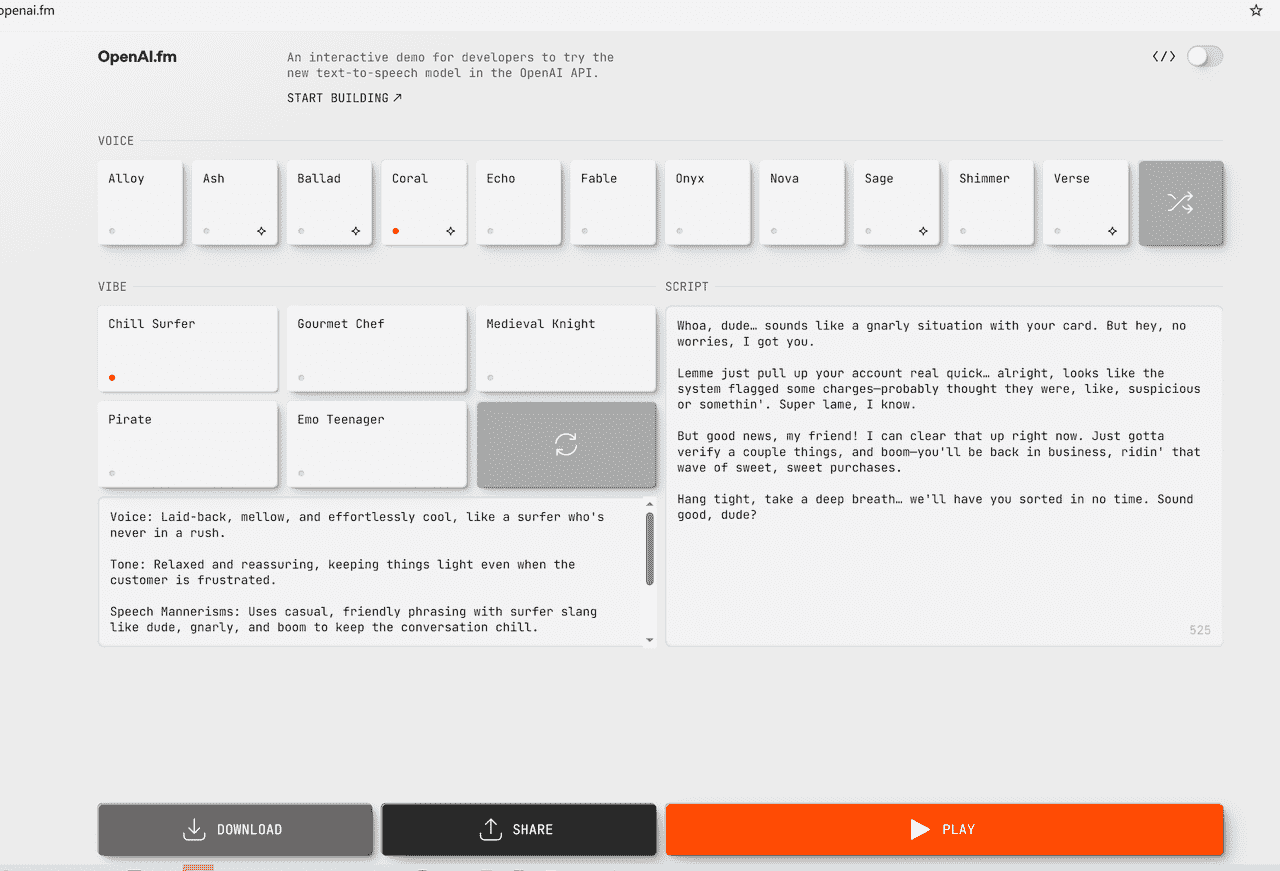 openai.fm
OpenAI.fm
An interactive demo for developers to try the
new text-to-speech model in the OpenAI API.
START BUILDING ↗
</>
VOICE
Alloy
Ash
Ballad
Coral
Echo
Fable
Onyx
Nova
Sage
Shimmer
Verse
VIBE
Chill Surfer
Gourmet Chef
Medieval Knight
Pirate
Emo Teenager
Voice: Laid-back, mellow, and effortlessly cool, like a surfer who's
never in a rush.
Tone: Relaxed and reassuring, keeping things light even when the
customer is frustrated.
Speech Mannerisms: Uses casual, friendly phrasing with surfer slang
like dude, gnarly, and boom to keep the conversation chill.
SCRIPT
Whoa, dude… sounds like a gnarly situation with your card. But hey, no
worries, I got you.
Lemme just pull up your account real quick… alright, looks like the
system flagged some charges—probably thought they were, like, suspicious
or somethin'. Super lame, I know.
But good news, my friend! I can clear that up right now. Just gotta
verify a couple things, and boom—you'll be back in business, ridin' that
wave of sweet, sweet purchases.
Hang tight, take a deep breath… we'll have you sorted in no time. Sound
good, dude?
525
DOWNLOAD
SHARE
PLAY